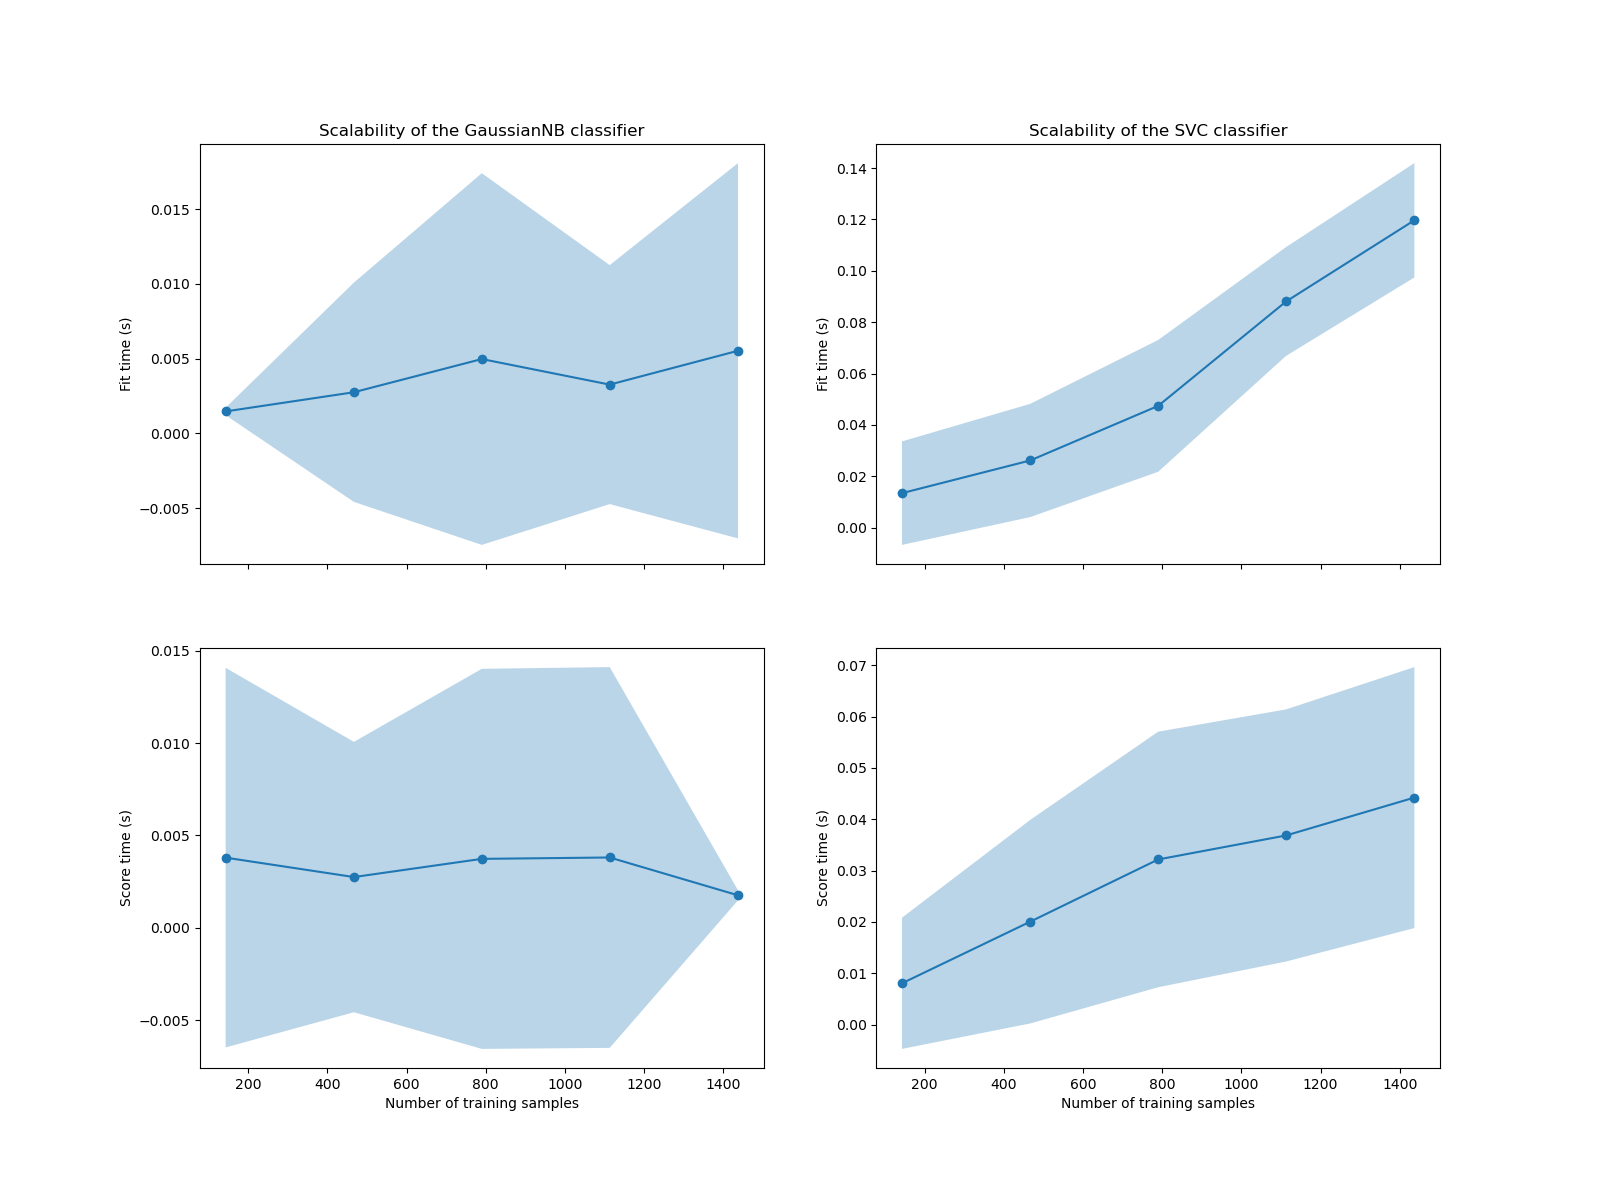 Scalability of the GaussianNB classifier
Fit time (s)
0.015
0.010
0.005
0.000
−0.005
Scalability of the SVC classifier
Fit time (s)
0.14
0.12
0.10
0.08
0.06
0.04
0.02
0.00
Score time (s)
0.015
0.010
0.005
0.000
−0.005
200 400 600 800 1000 1200 1400
Number of training samples
Score time (s)
0.07
0.06
0.05
0.04
0.03
0.02
0.01
0.00
200 400 600 800 1000 1200 1400
Number of training samples